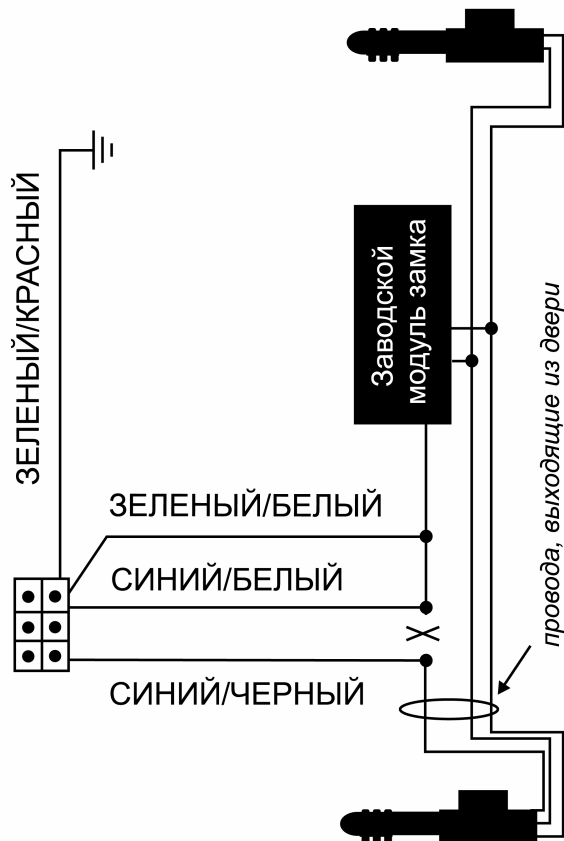 ЗЕЛЕНЫЙ/КРАСНЫЙ
Заводской
модуль замка
провода, выходящие из двери
ЗЕЛЕНЫЙ/БЕЛЫЙ
СИНИЙ/БЕЛЫЙ
СИНИЙ/ЧЕРНЫЙ